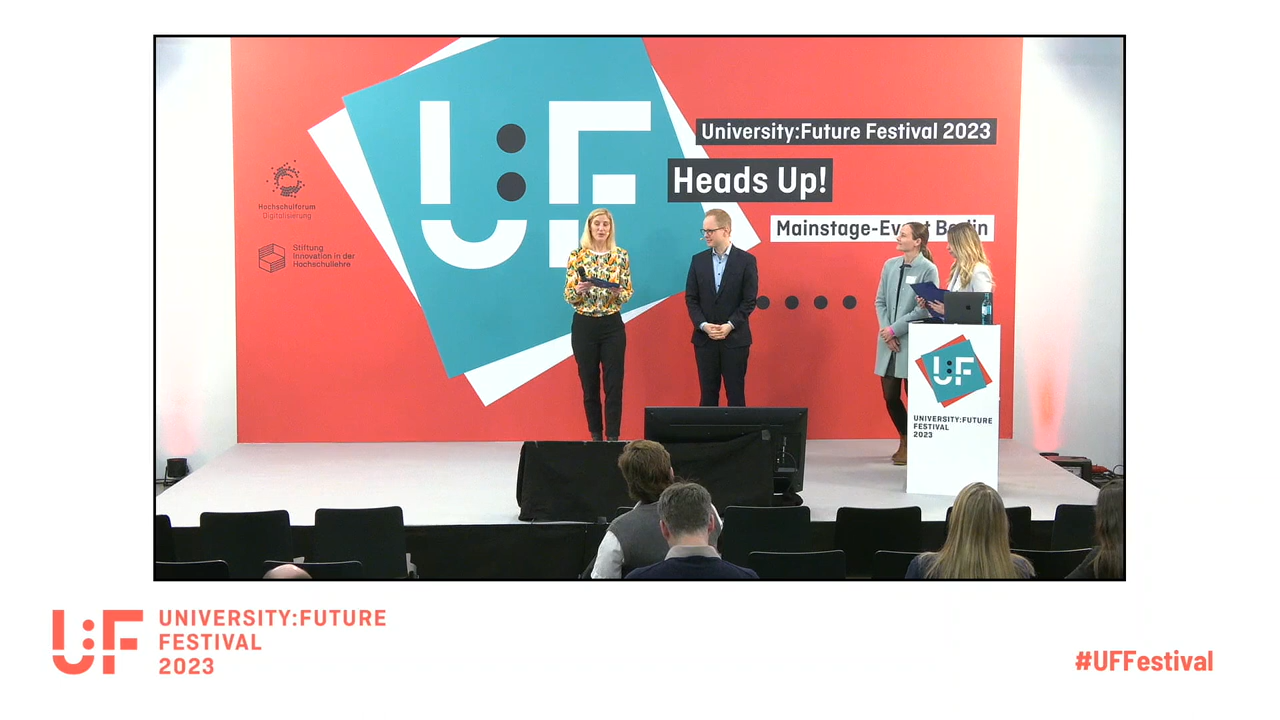 U:F
University:Future Festival 2023
Heads Up!
Mainstage-Event Berlin
Hochschulforum
Digitalisierung
Stiftung
Innovation in der
Hochschullehre
U:F
UNIVERSITY:FUTURE
FESTIVAL
2023
U:F
UNIVERSITY:FUTURE
FESTIVAL
2023
#UFFestival